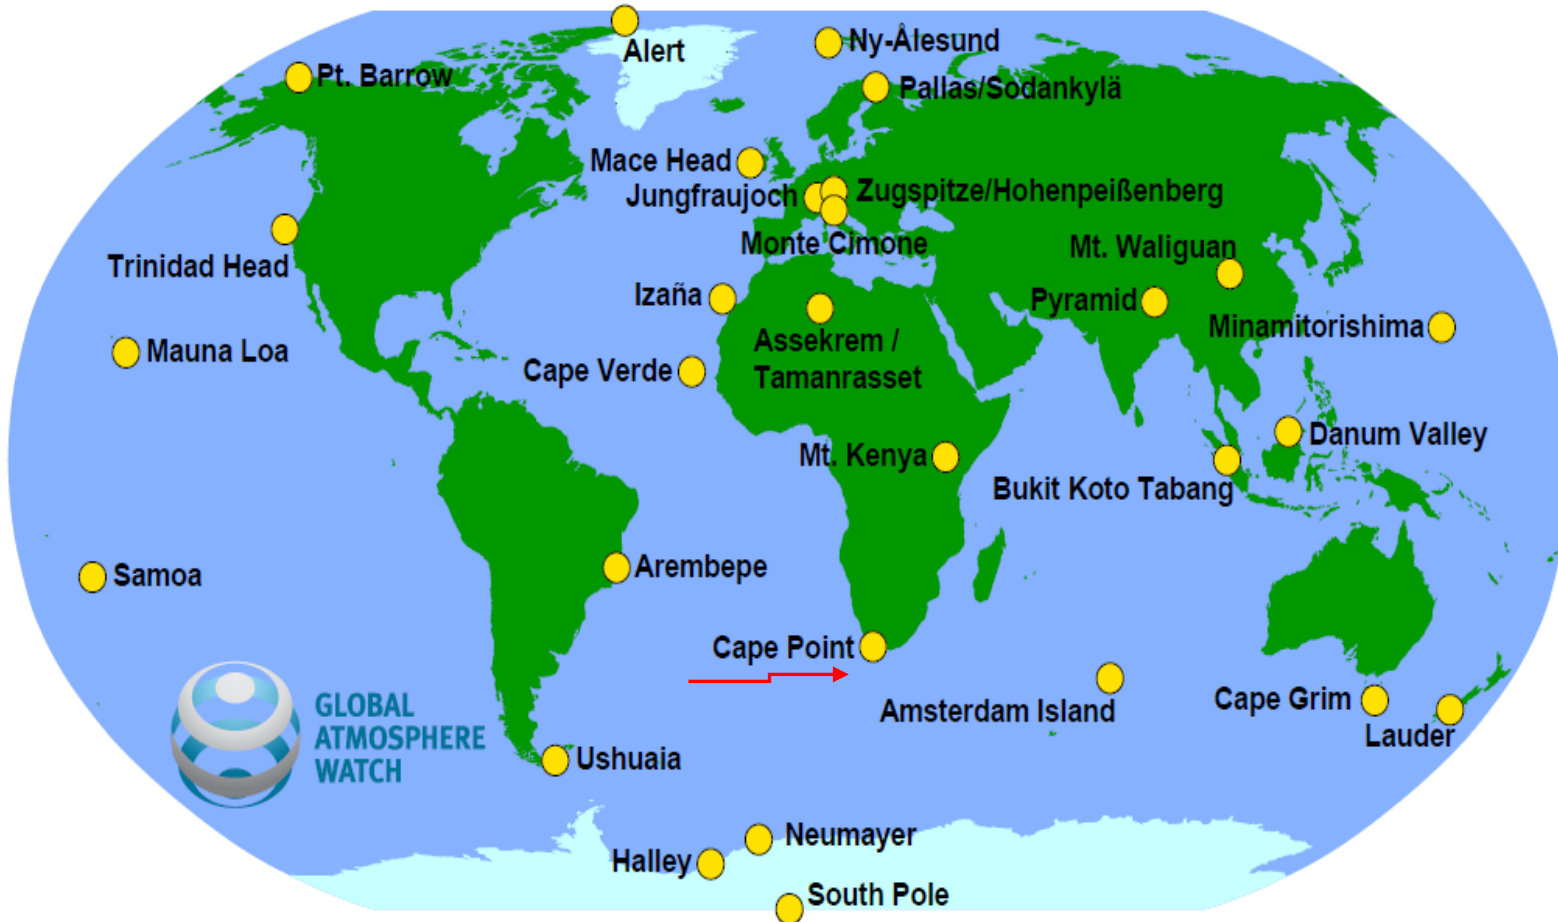 Alert
Ny-Ålesund
Pt. Barrow
Pallas/Sodankylä
Mace Head
Jungfraujoch
Zugspitze/Hohenpeißenberg
Monte Cimone
Trinidad Head
Mt. Waliguan
Izaña
Pyramid
Minamitorishima
Mauna Loa
Assekrem /
Tamanrasset
Cape Verde
Danum Valley
Mt. Kenya
Bukit Koto Tabang
Samoa
Arembepe
Cape Point
Amsterdam Island
Cape Grim
Lauder
GLOBAL
ATMOSPHERE
WATCH
Ushuaia
Neumayer
Halley
South Pole